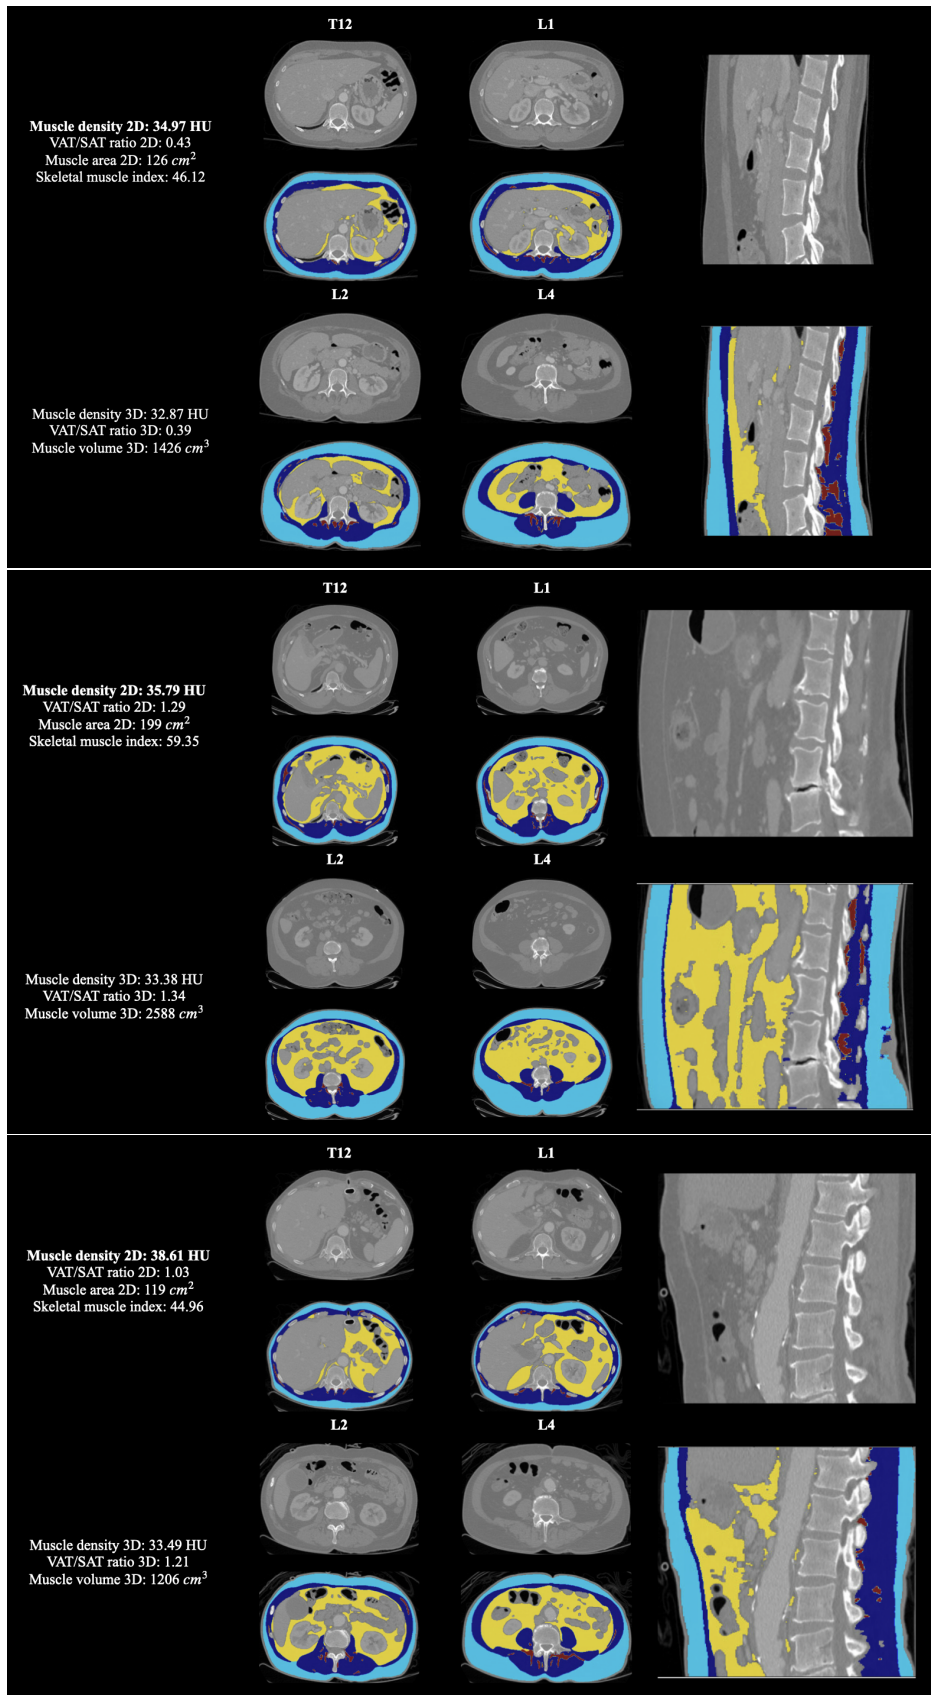 T12
L1
Muscle density 2D: 34.97 HU
VAT/SAT ratio 2D: 0.43
Muscle area 2D: 126 cm²
Skeletal muscle index: 46.12
L2
L4
Muscle density 3D: 32.87 HU
VAT/SAT ratio 3D: 0.39
Muscle volume 3D: 1426 cm³
T12
L1
Muscle density 2D: 35.79 HU
VAT/SAT ratio 2D: 1.29
Muscle area 2D: 199 cm²
Skeletal muscle index: 59.35
L2
L4
Muscle density 3D: 33.38 HU
VAT/SAT ratio 3D: 1.34
Muscle volume 3D: 2588 cm³
T12
L1
Muscle density 2D: 38.61 HU
VAT/SAT ratio 2D: 1.03
Muscle area 2D: 119 cm²
Skeletal muscle index: 44.96
L2
L4
Muscle density 3D: 33.49 HU
VAT/SAT ratio 3D: 1.21
Muscle volume 3D: 1206 cm³